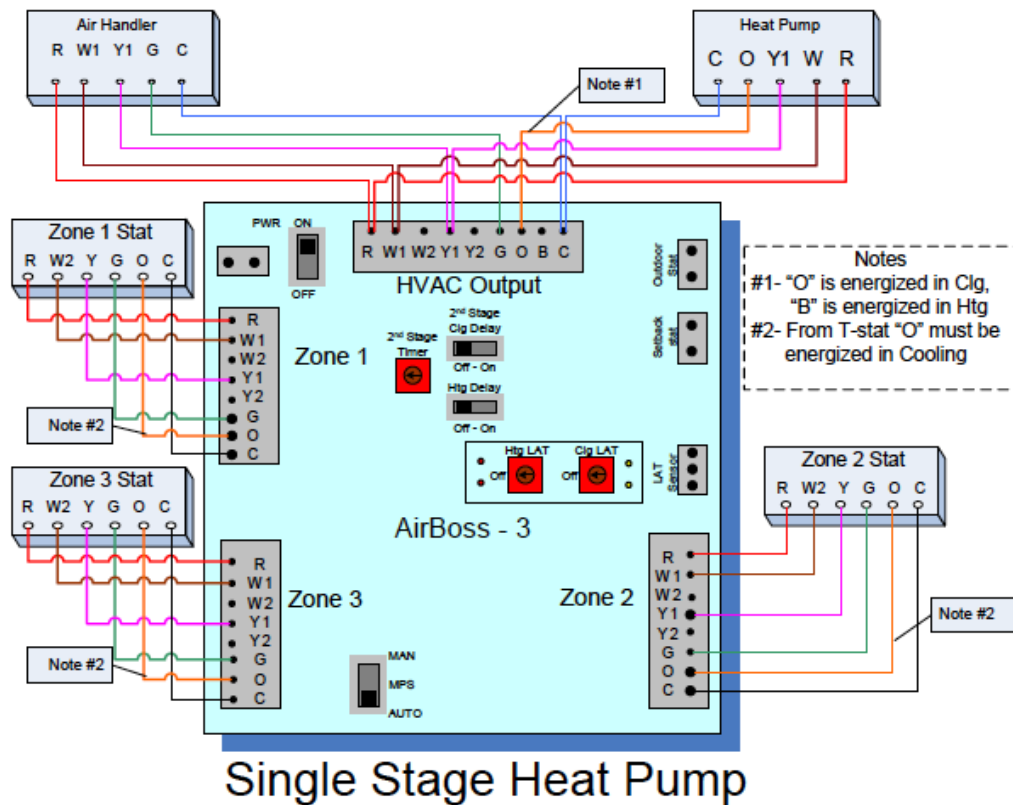 Air Handler
R W1 Y1 G C
Heat Pump
C O Y1 W R
Note #1
Zone 1 Stat
R W2 Y G O C
PWR
ON
OFF
R W1 W2 Y1 Y2 G O B C
HVAC Output
Outdoor
Stat
Setback
stat
Notes
#1- “O” is energized in Clg,
“B” is energized in Htg
#2- From T-stat “O” must be
energized in Cooling
R
W1
W2
Y1
Y2
G
O
C
Zone 1
2nd Stage
Timer
2nd Stage
Clg Delay
Off - On
Htg Delay
Off - On
Note #2
Htg LAT
Off
Clg LAT
Off
LAT
Sensor
AirBoss - 3
Zone 3 Stat
R W2 Y G O C
Zone 2 Stat
R W2 Y G O C
R
W1
W2
Y1
Y2
G
O
C
Zone 3
Note #2
MAN
MPS
AUTO
Zone 2
R
W1
W2
Y1
Y2
G
O
C
Note #2
Single Stage Heat Pump